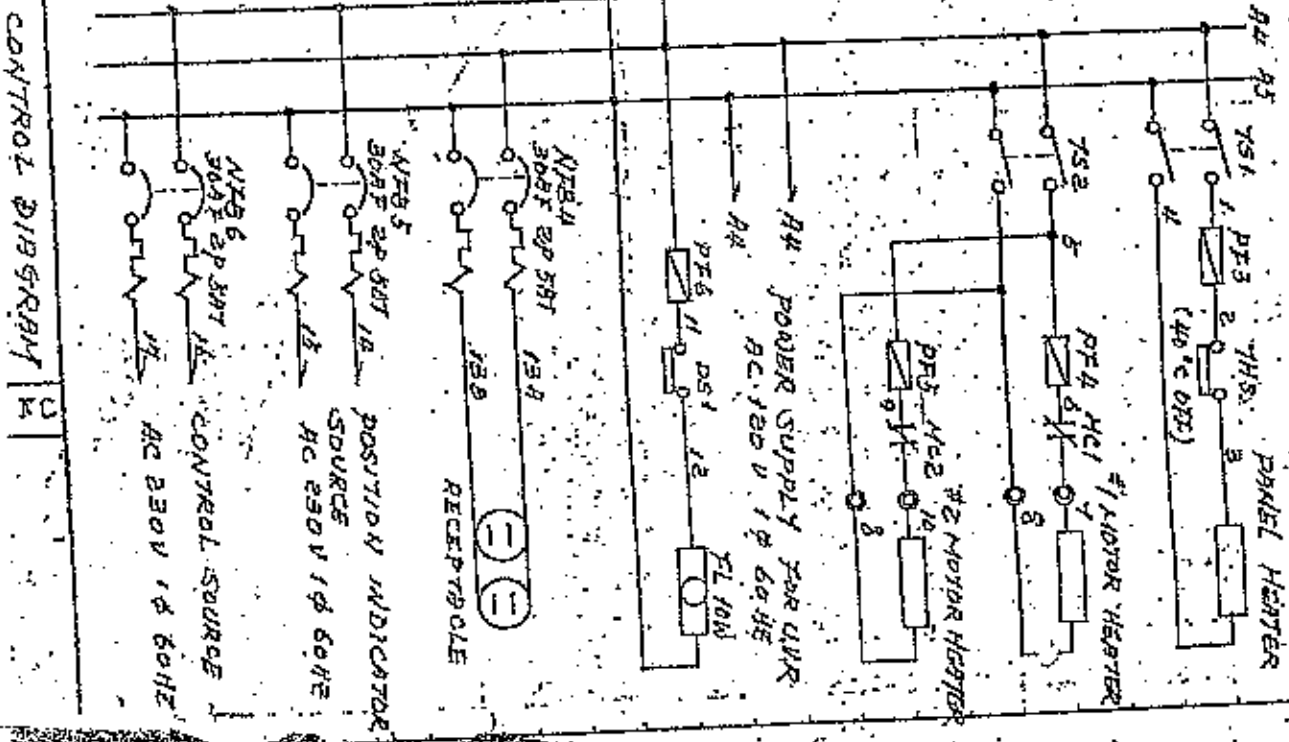 A4 A5
TS1
1
PF3
2
THS
(40°C OFF)
3
4
PANEL HEATER
TS2
5
PF4
6
MC1
7
8
#1 MOTOR HEATER
PF5
9
MC2
10
8
#2 MOTOR HEATER
A4
A4
POWER SUPPLY FOR U.V.R
AC 120V 1φ 60HZ
PF6
11
DS1
12
FL 10W
NFB4
30AF 2P 5AT
13A
13B
RECEPTACLE
NFB5
30AF 2P 5AT
14
15
POSITION INDICATOR
SOURCE
AC 230V 1φ 60HZ
NFB6
30AF 2P 5AT
16
17
CONTROL SOURCE
AC 230V 1φ 60HZ
CONTROL DIAGRAM